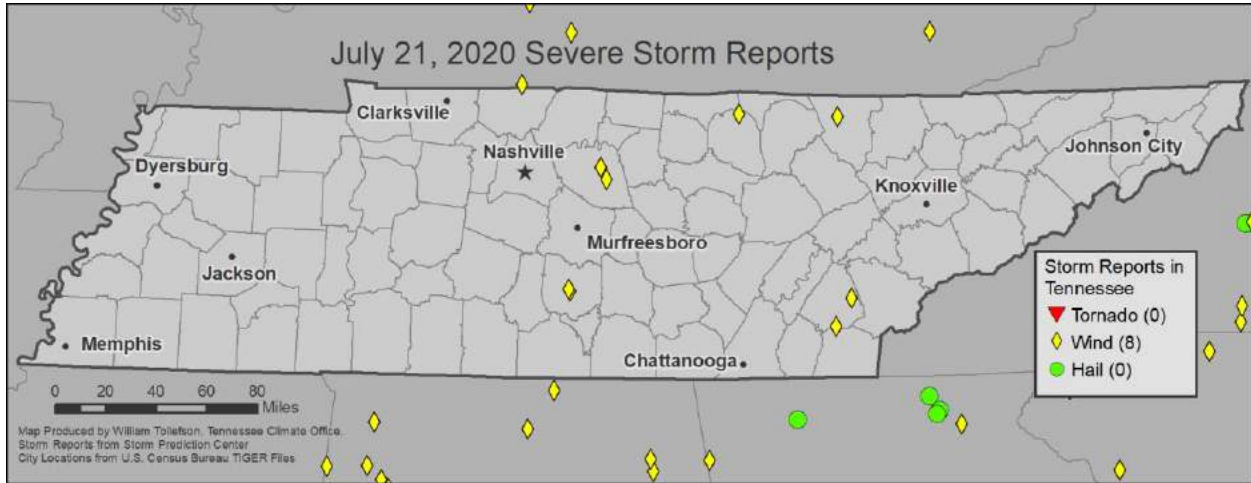 July 21, 2020 Severe Storm Reports
Clarksville
Nashville
Dyersburg
Johnson City
Knoxville
Murfreesboro
Jackson
Memphis
Chattanooga
Storm Reports in
Tennessee
Tornado (0)
Wind (8)
Hail (0)
0 20 40 60 80
Miles
Map Produced by William Tollefson, Tennessee Climate Office.
Storm Reports from Storm Prediction Center
City Locations from U.S. Census Bureau TIGER Files